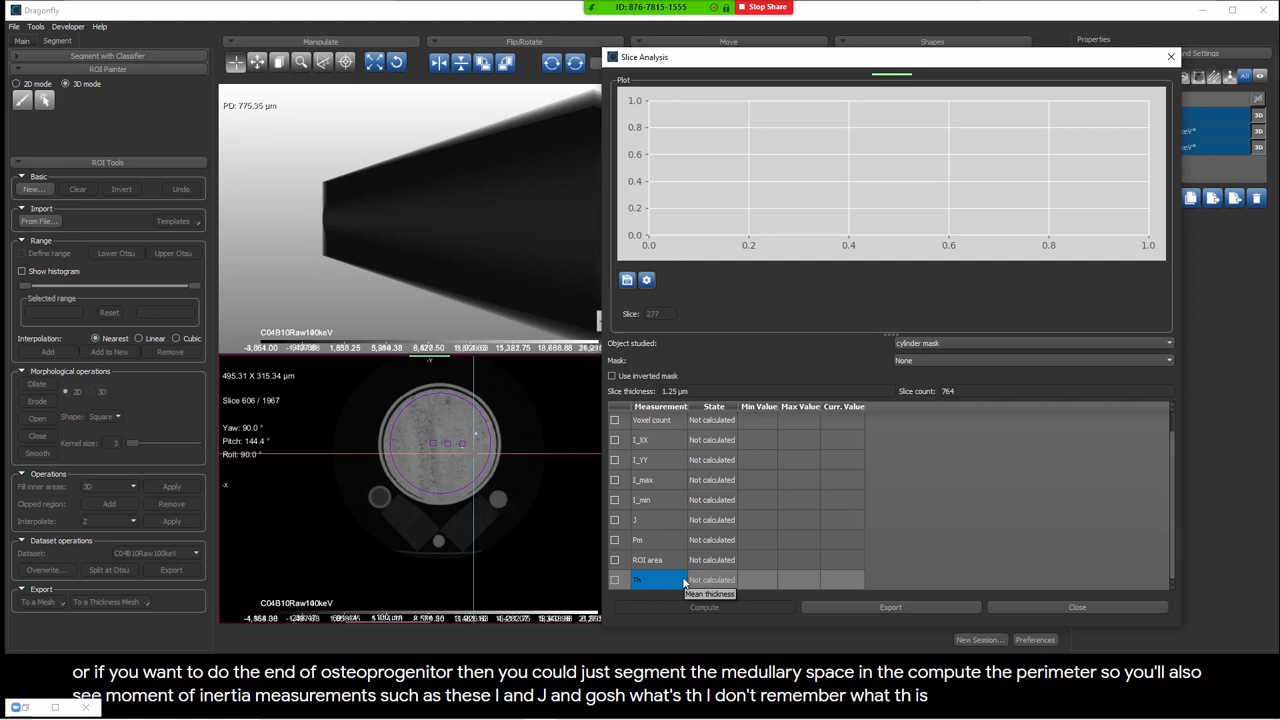 Dragonfly
ID: 876-7815-1555
Stop Share
File Tools Developer Help
Main Segment
Segment with Classifier
ROI Painter
2D mode 3D mode
ROI Tools
Basic
New... Clear Invert Undo
Import
From File... Templates
Range
Define range Lower Otsu Upper Otsu
Show histogram
Selected range
Reset
Interpolation: Nearest Linear Cubic
Add Add to New Remove
Morphological operations
Dilate
2D 3D
Erode
Open Shape: Square
Close Kernel size: 3
Smooth
Operations
Fill inner areas: 3D Apply
Clipped region: Add Remove
Interpolate: Z Apply
Dataset operations
Dataset: C04B10Raw100keV
Overwrite... Split at Otsu Export
Export
To a Mesh To a Thickness Mesh
Manipulate Flip/Rotate Move Shapes
PD: 775.35 µm
-Y
495.31 x 315.34 µm
Slice 606 / 1967
Yaw: 90.0 °
Pitch: 144.4 °
Roll: 90.0 °
-X
Slice Analysis
Plot
1.0
0.8
0.6
0.4
0.2
0.0
0.0 0.2 0.4 0.6 0.8 1.0
Slice: 277
Object studied: cylinder mask
Mask: None
Use inverted mask
Slice thickness: 1.25 µm Slice count: 764
Measurement State Min Value Max Value Curr. Value
Voxel count Not calculated
I_XX Not calculated
I_YY Not calculated
I_max Not calculated
I_min Not calculated
J Not calculated
Pm Not calculated
ROI area Not calculated
Th Not calculated
Mean thickness
Compute Export Close
New Session... Preferences
Properties
and Settings
All
3D
keV* 3D
keV* 3D
or if you want to do the end of osteoprogenitor then you could just segment the medullary space in the compute the perimeter so you'll also
see moment of inertia measurements such as these I and J and gosh what's th I don't remember what th is